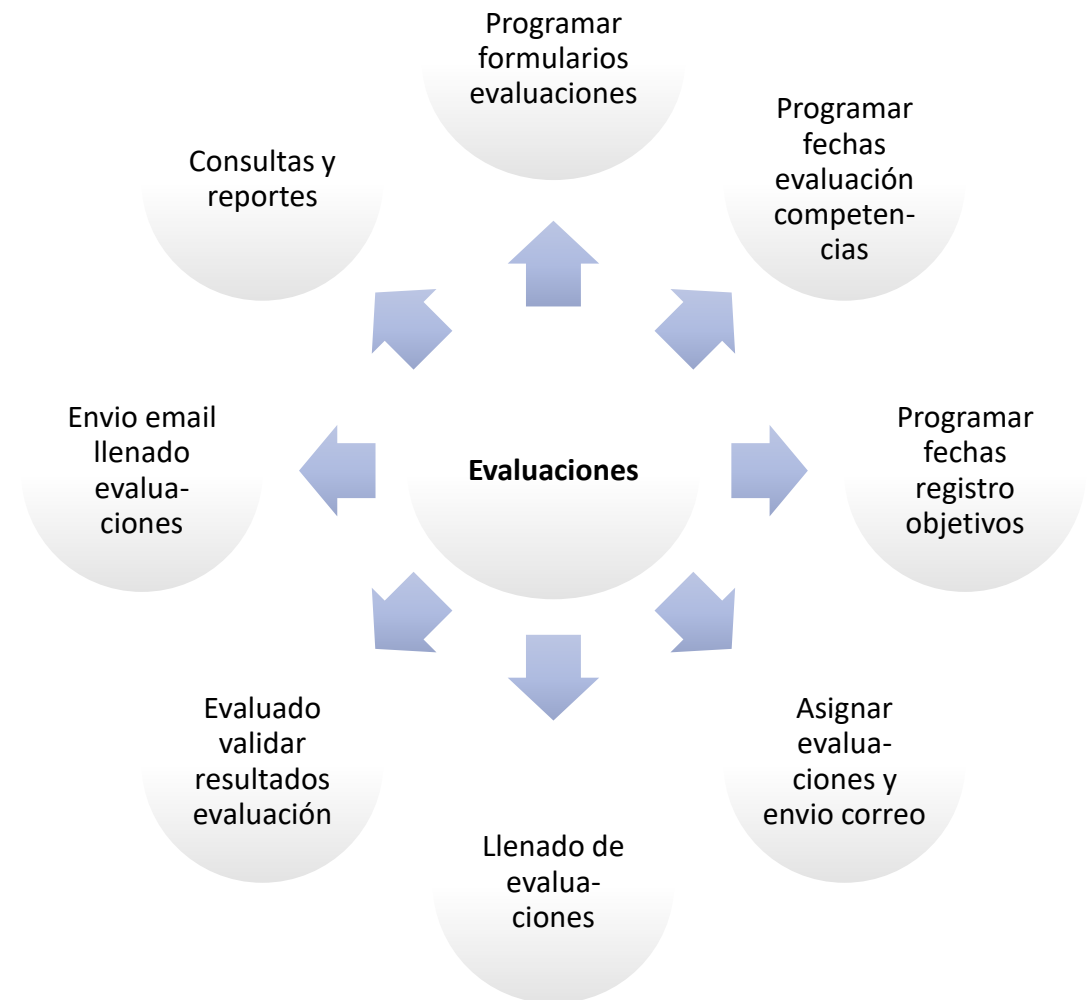 Programar
formularios
evaluaciones
Programar
fechas
evaluación
competen-
cias
Programar
fechas
registro
objetivos
Asignar
evalua-
ciones y
envio correo
Llenado de
evalua-
ciones
Evaluado
validar
resultados
evaluación
Envio email
llenado
evalua-
ciones
Consultas y
reportes
Evaluaciones